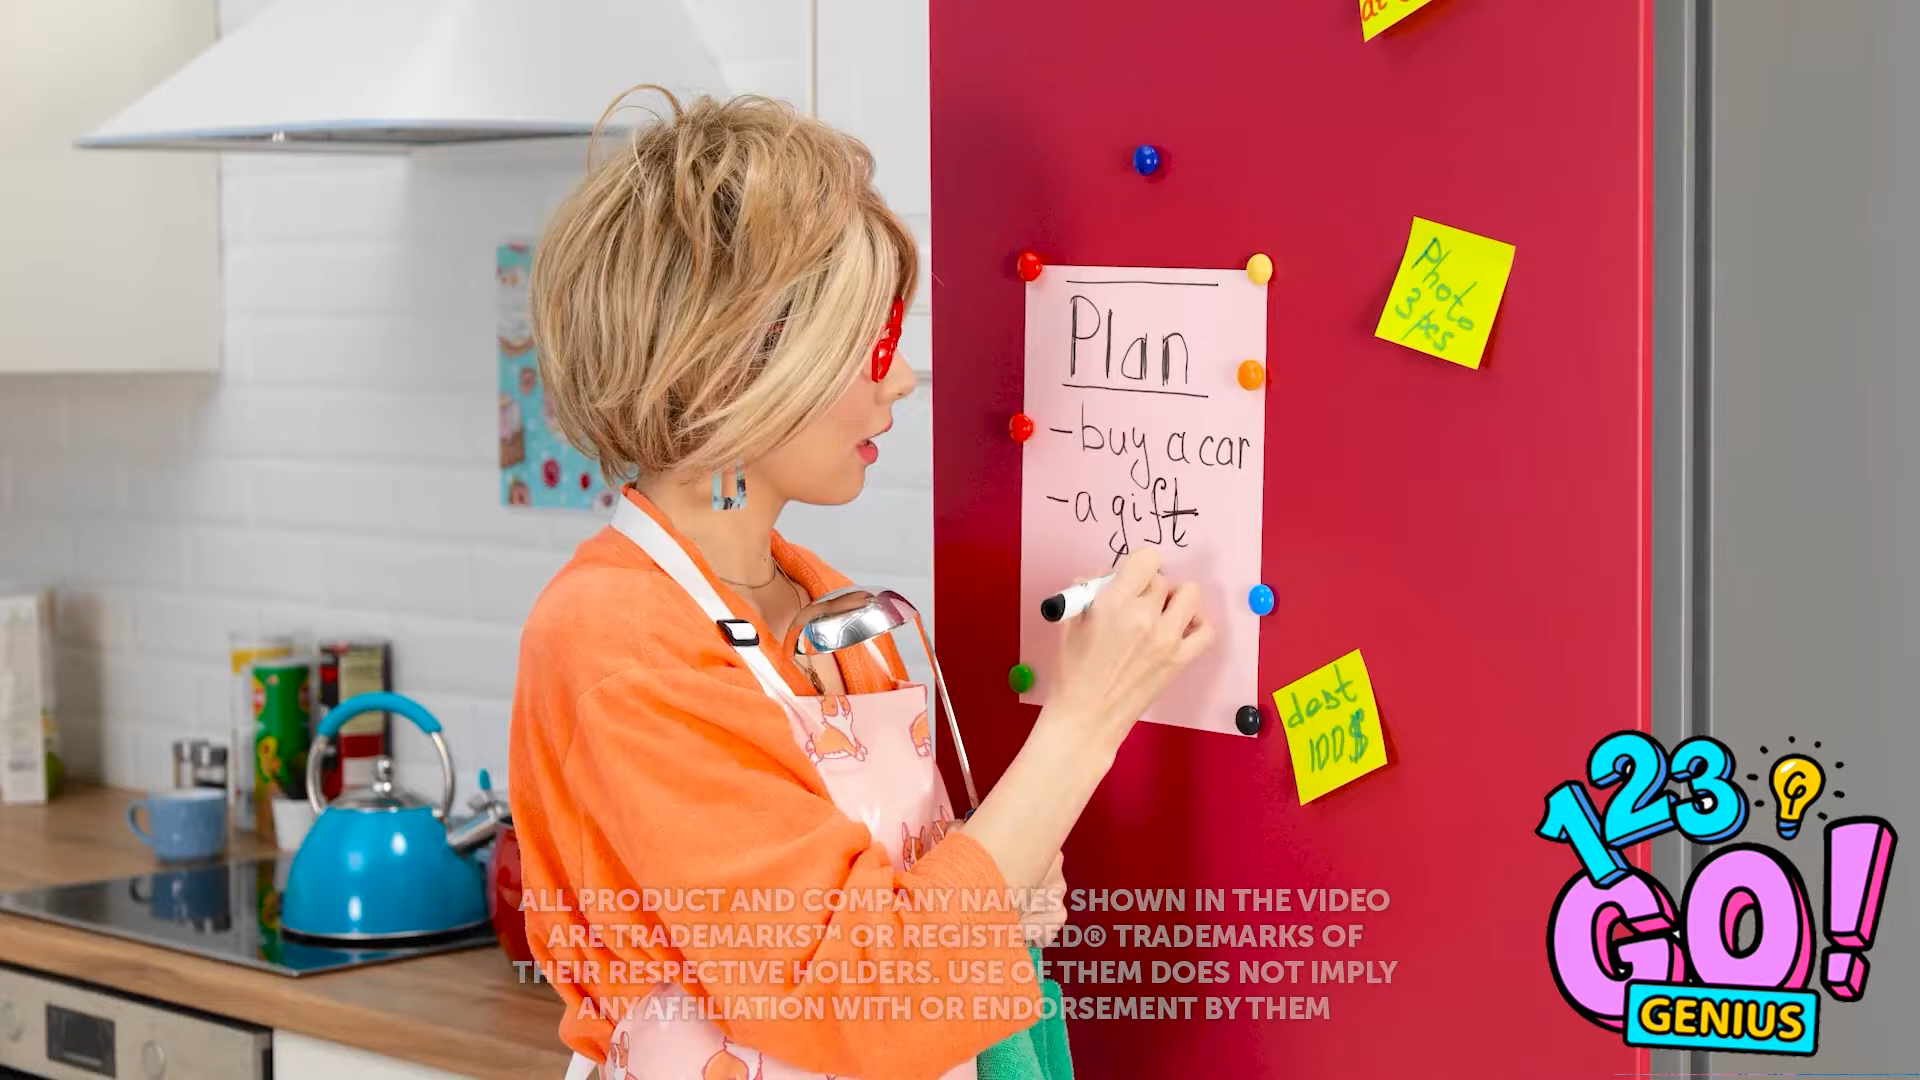 Plan
-buy a car
-a gift
Photo
3 pcs
dest
100$
ALL PRODUCT AND COMPANY NAMES SHOWN IN THE VIDEO
ARE TRADEMARKS™ OR REGISTERED® TRADEMARKS OF
THEIR RESPECTIVE HOLDERS. USE OF THEM DOES NOT IMPLY
ANY AFFILIATION WITH OR ENDORSEMENT BY THEM
123
GO!
GENIUS